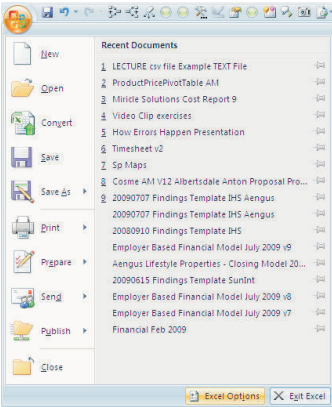 Recent Documents
New
Open
Convert
Save
Save As
Print
Prepare
Send
Publish
Close
1 LECTURE csv file Example TEXT File
2 ProductPricePivotTable AM
3 Miricle Solutions Cost Report 9
4 Video Clip exercises
5 How Errors Happen Presentation
6 Timesheet v2
7 Sp Maps
8 Cosme AM V12 Albertsdale Anton Proposal Pro...
9 20090707 Findings Template IHS Aengus
20090707 Findings Template IHS Aengus
20080910 Findings Template IHS
Employer Based Financial Model July 2009 v9
Aengus Lifestyle Properties - Closing Model 20...
20090615 Findings Template SunInt
Employer Based Financial Model July 2009 v8
Employer Based Financial Model July 2009 v7
Financial Feb 2009
Excel Options
Exit Excel